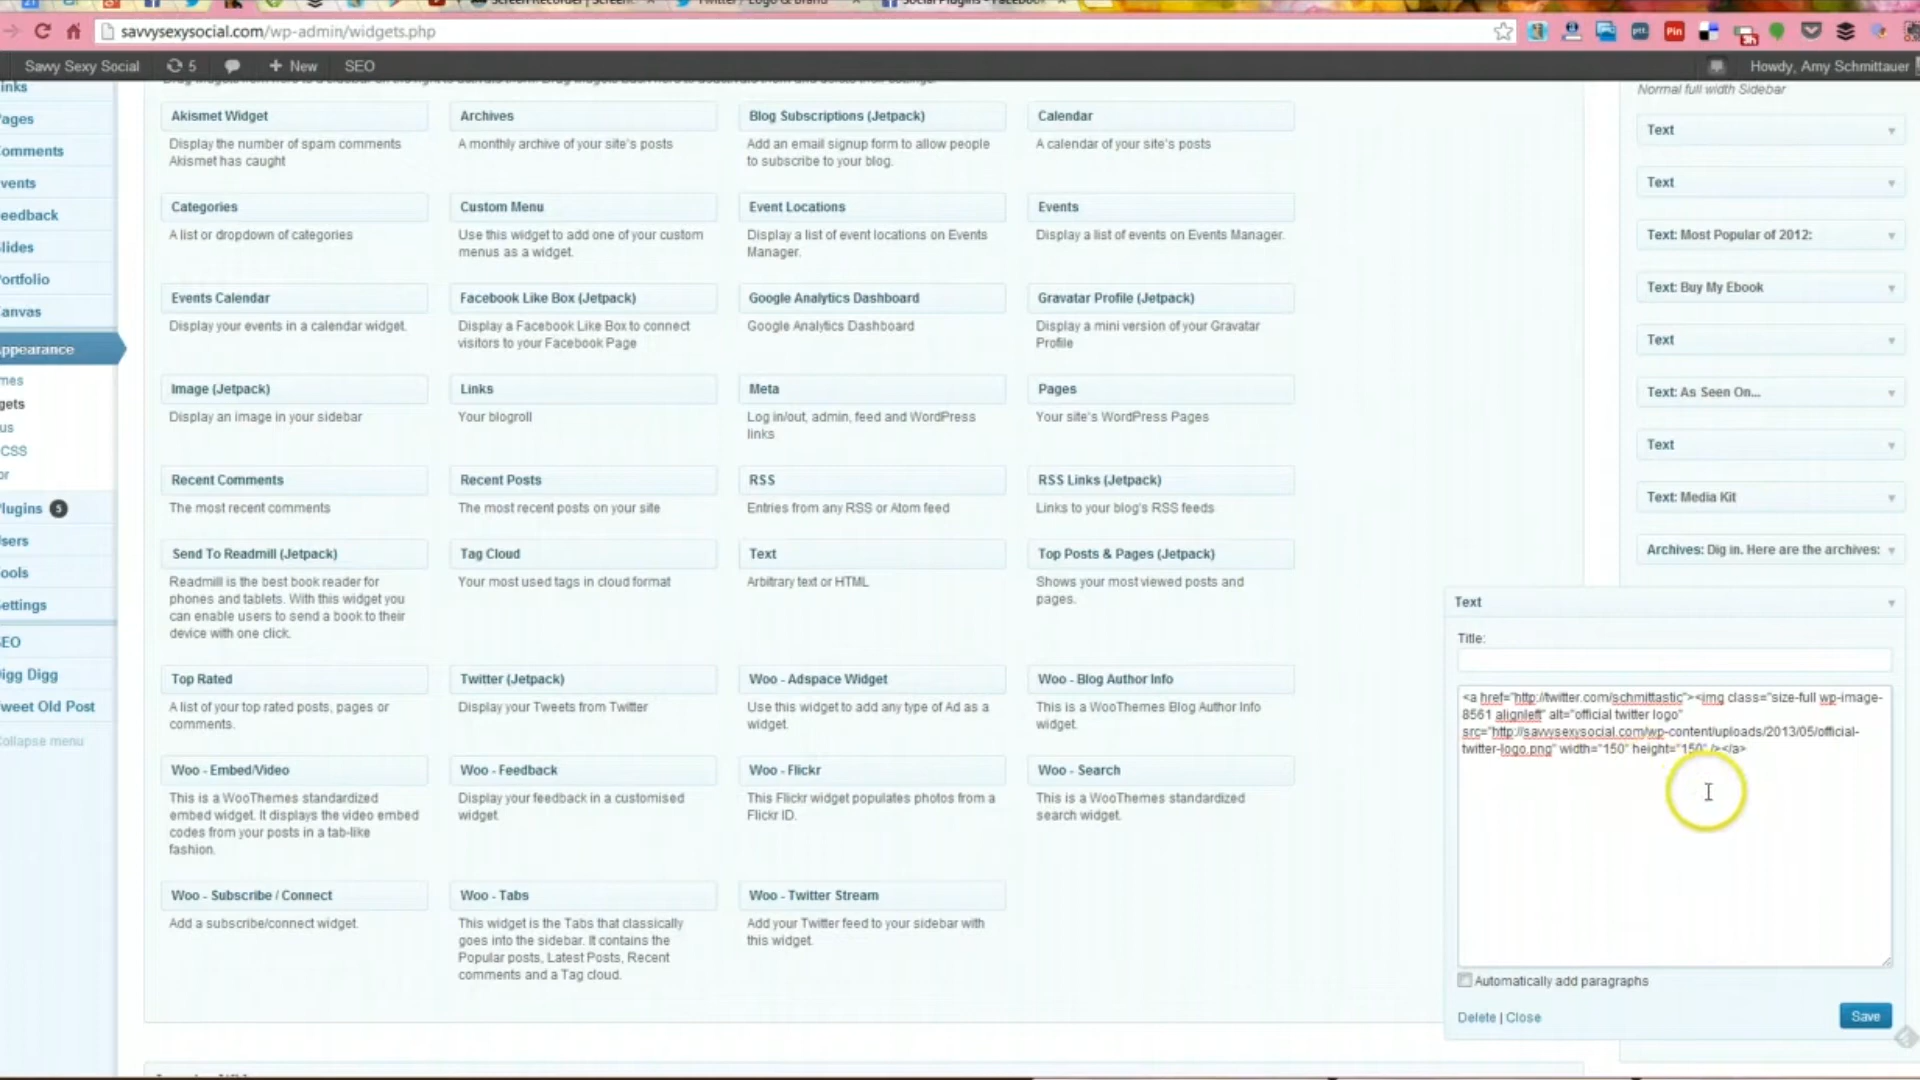 Screen Recorder | Screen
Twitter / Logo & Brand
Social Plugins - Facebook
savvysexysocial.com/wp-admin/widgets.php
Savvy Sexy Social
5
+ New
SEO
Howdy, Amy Schmittauer
inks
ages
omments
vents
eedback
lides
ortfolio
anvas
ppearance
mes
gets
us
CSS
or
lugins 5
sers
ools
ettings
EO
igg Digg
weet Old Post
ollapse menu
Akismet Widget
Display the number of spam comments
Akismet has caught
Archives
A monthly archive of your site's posts
Blog Subscriptions (Jetpack)
Add an email signup form to allow people
to subscribe to your blog.
Calendar
A calendar of your site's posts
Categories
A list or dropdown of categories
Custom Menu
Use this widget to add one of your custom
menus as a widget.
Event Locations
Display a list of event locations on Events
Manager.
Events
Display a list of events on Events Manager.
Events Calendar
Display your events in a calendar widget.
Facebook Like Box (Jetpack)
Display a Facebook Like Box to connect
visitors to your Facebook Page
Google Analytics Dashboard
Google Analytics Dashboard
Gravatar Profile (Jetpack)
Display a mini version of your Gravatar
Profile
Image (Jetpack)
Display an image in your sidebar
Links
Your blogroll
Meta
Log in/out, admin, feed and WordPress
links
Pages
Your site's WordPress Pages
Recent Comments
The most recent comments
Recent Posts
The most recent posts on your site
RSS
Entries from any RSS or Atom feed
RSS Links (Jetpack)
Links to your blog's RSS feeds
Send To Readmill (Jetpack)
Readmill is the best book reader for
phones and tablets. With this widget you
can enable users to send a book to their
device with one click.
Tag Cloud
Your most used tags in cloud format
Text
Arbitrary text or HTML
Top Posts & Pages (Jetpack)
Shows your most viewed posts and
pages.
Top Rated
A list of your top rated posts, pages or
comments.
Twitter (Jetpack)
Display your Tweets from Twitter
Woo - Adspace Widget
Use this widget to add any type of Ad as a
widget.
Woo - Blog Author Info
This is a WooThemes Blog Author Info
widget.
Woo - Embed/Video
This is a WooThemes standardized
embed widget. It displays the video embed
codes from your posts in a tab-like
fashion.
Woo - Feedback
Display your feedback in a customised
widget.
Woo - Flickr
This Flickr widget populates photos from a
Flickr ID.
Woo - Search
This is a WooThemes standardized
search widget.
Woo - Subscribe / Connect
Add a subscribe/connect widget.
Woo - Tabs
This widget is the Tabs that classically
goes into the sidebar. It contains the
Popular posts, Latest Posts, Recent
comments and a Tag cloud.
Woo - Twitter Stream
Add your Twitter feed to your sidebar with
this widget.
Normal full width Sidebar
Text
Text
Text: Most Popular of 2012:
Text: Buy My Ebook
Text
Text: As Seen On...
Text
Text: Media Kit
Archives: Dig in. Here are the archives:
Text
Title:
<a href="http://twitter.com/schmittastic"><img class="size-full wp-image-
8561 alignleft" alt="official twitter logo"
src="http://savvysexysocial.com/wp-content/uploads/2013/05/official-
twitter-logo.png" width="150" height="150" /></a>
Automatically add paragraphs
Delete | Close
Save